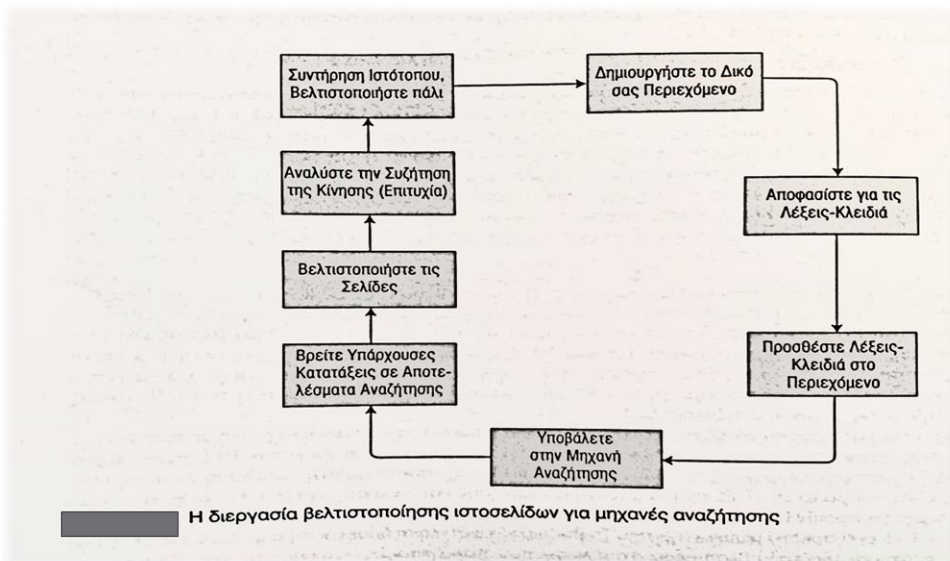 Συντήρηση Ιστότοπου,
Βελτιστοποιήστε πάλι
Δημιουργήστε το Δικό
σας Περιεχόμενο
Αποφασίστε για τις
Λέξεις-Κλειδιά
Προσθέστε Λέξεις-
Κλειδιά στο
Περιεχόμενο
Υποβάλετε
στην Μηχανή
Αναζήτησης
Βρείτε Υπάρχουσες
Κατατάξεις σε Αποτε-
λέσματα Αναζήτησης
Βελτιστοποιήστε τις
Σελίδες
Αναλύστε την Συζήτηση
της Κίνησης (Επιτυχία)
Η διεργασία βελτιστοποίησης ιστοσελίδων για μηχανές αναζήτησης